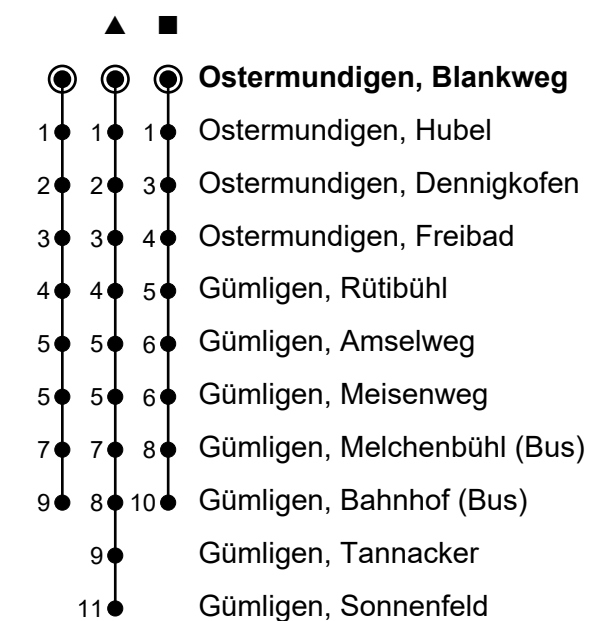 ▲ ■
Ostermundigen, Blankweg
1 1 1 Ostermundigen, Hubel
2 2 3 Ostermundigen, Dennigkofen
3 3 4 Ostermundigen, Freibad
4 4 5 Gümligen, Rütibühl
5 5 6 Gümligen, Amselweg
5 5 6 Gümligen, Meisenweg
7 7 8 Gümligen, Melchenbühl (Bus)
9 8 10 Gümligen, Bahnhof (Bus)
9 Gümligen, Tannacker
11 Gümligen, Sonnenfeld